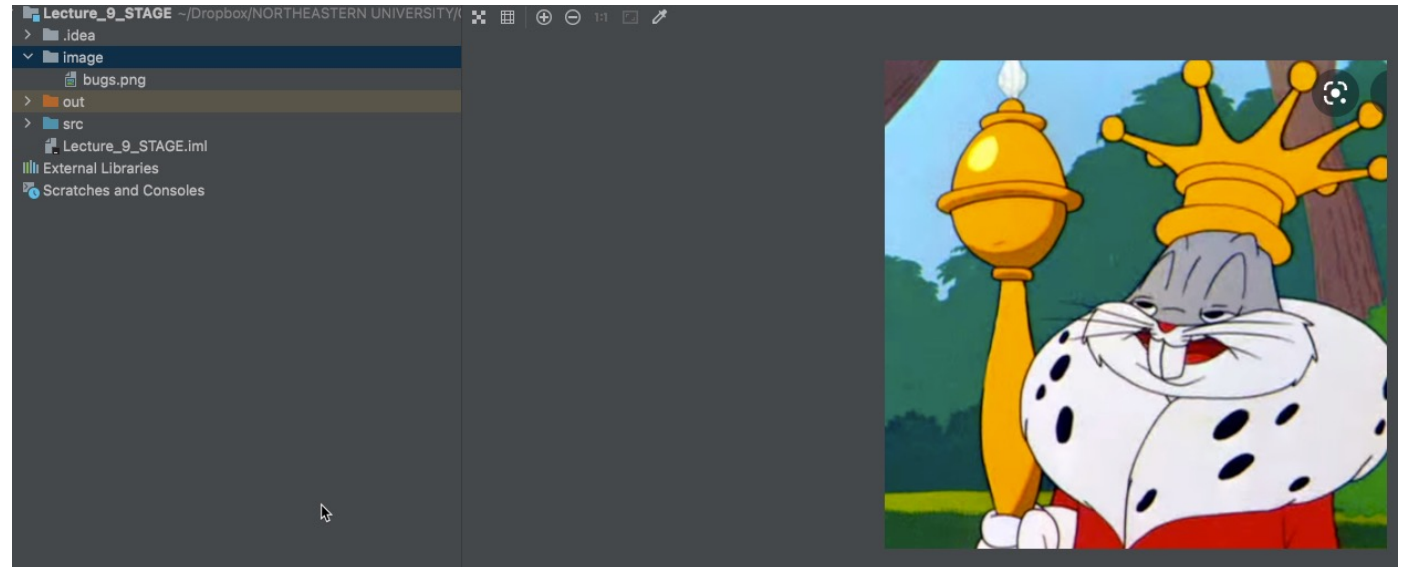 Lecture_9_STAGE ~/Dropbox/NORTHEASTERN UNIVERSITY/
.idea
image
bugs.png
out
src
Lecture_9_STAGE.iml
External Libraries
Scratches and Consoles
1:1